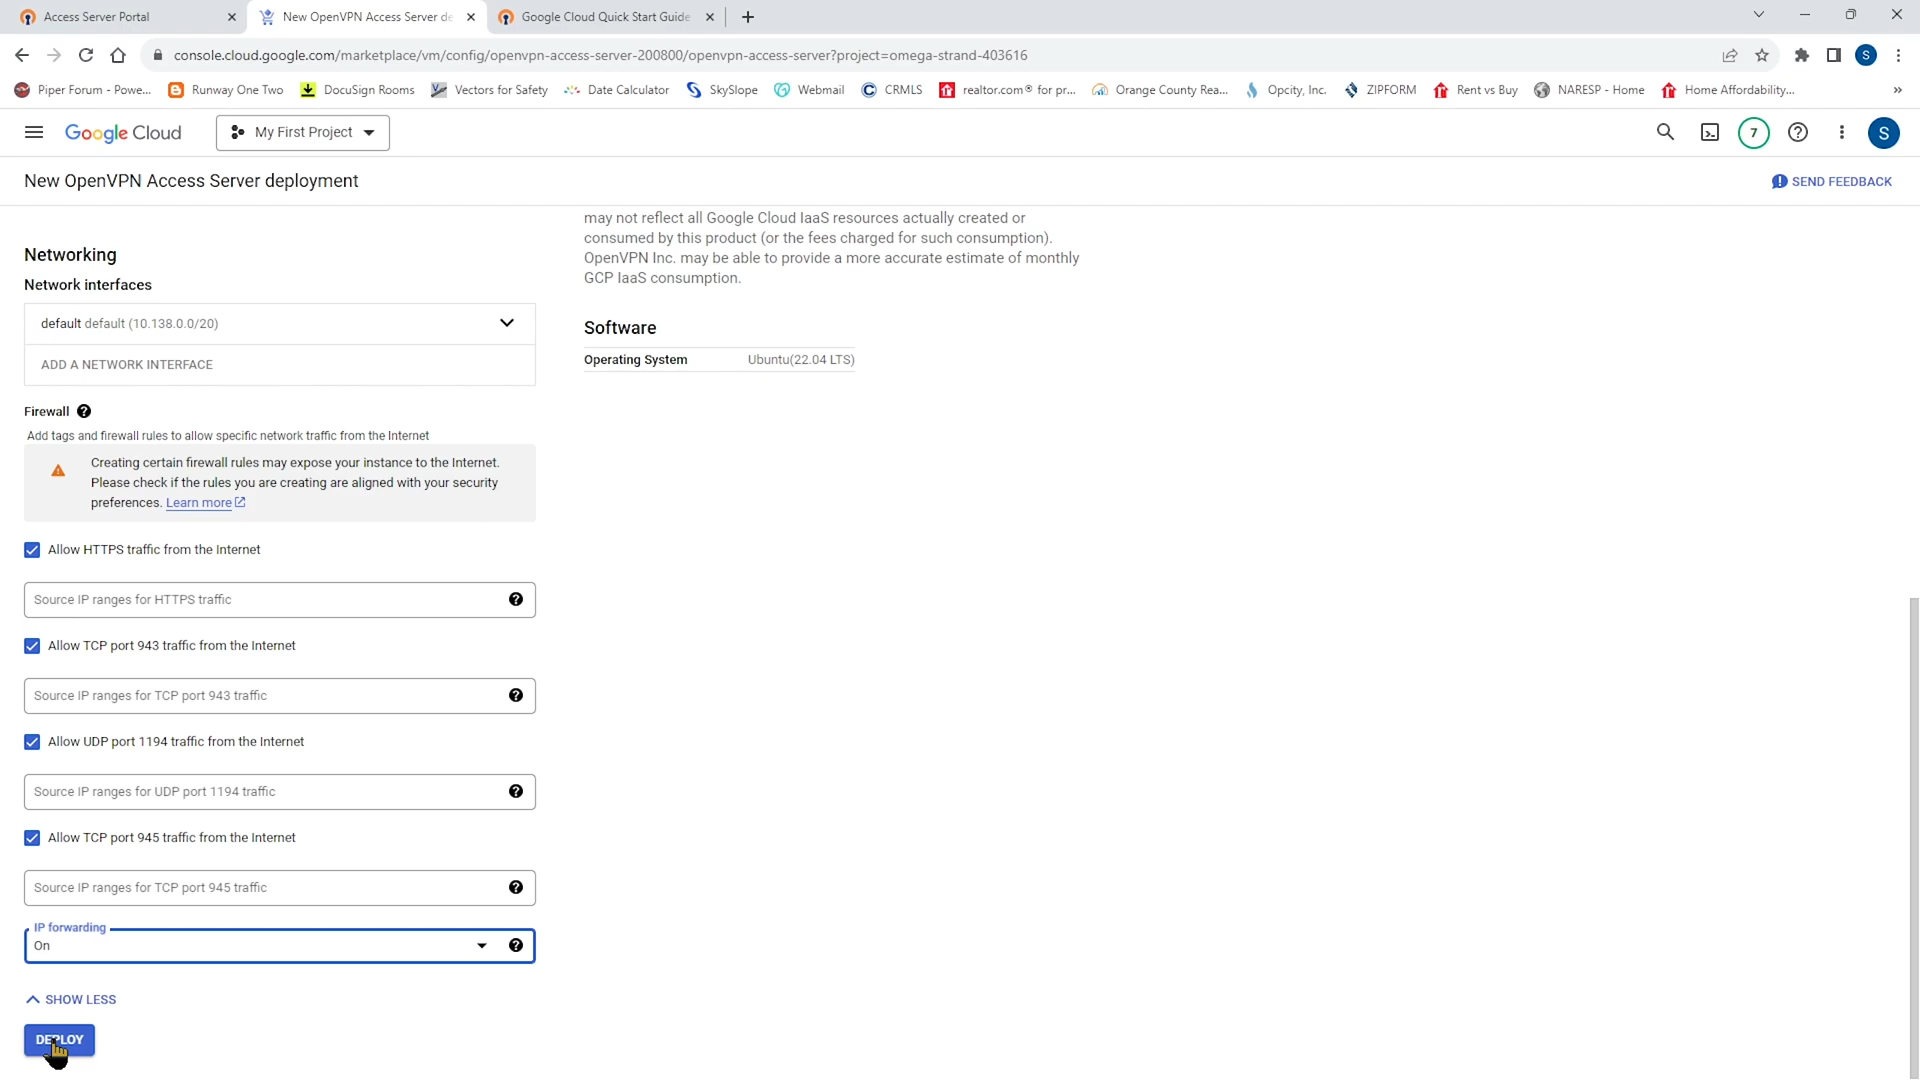 Access Server Portal
New OpenVPN Access Server de
Google Cloud Quick Start Guide
console.cloud.google.com/marketplace/vm/config/openvpn-access-server-200800/openvpn-access-server?project=omega-strand-403616
S
Piper Forum - Powe...
Runway One Two
DocuSign Rooms
Vectors for Safety
Date Calculator
SkySlope
Webmail
CRMLS
realtor.com® for pr...
Orange County Rea...
Opcity, Inc.
ZIPFORM
Rent vs Buy
NARESP - Home
Home Affordability...
»
Google Cloud
My First Project
7
S
New OpenVPN Access Server deployment
SEND FEEDBACK
Networking
Network interfaces
default default (10.138.0.0/20)
ADD A NETWORK INTERFACE
Firewall
Add tags and firewall rules to allow specific network traffic from the Internet
Creating certain firewall rules may expose your instance to the Internet.
Please check if the rules you are creating are aligned with your security
preferences. Learn more
Allow HTTPS traffic from the Internet
Source IP ranges for HTTPS traffic
Allow TCP port 943 traffic from the Internet
Source IP ranges for TCP port 943 traffic
Allow UDP port 1194 traffic from the Internet
Source IP ranges for UDP port 1194 traffic
Allow TCP port 945 traffic from the Internet
Source IP ranges for TCP port 945 traffic
IP forwarding
On
SHOW LESS
DEPLOY
may not reflect all Google Cloud IaaS resources actually created or
consumed by this product (or the fees charged for such consumption).
OpenVPN Inc. may be able to provide a more accurate estimate of monthly
GCP IaaS consumption.
Software
Operating System Ubuntu(22.04 LTS)